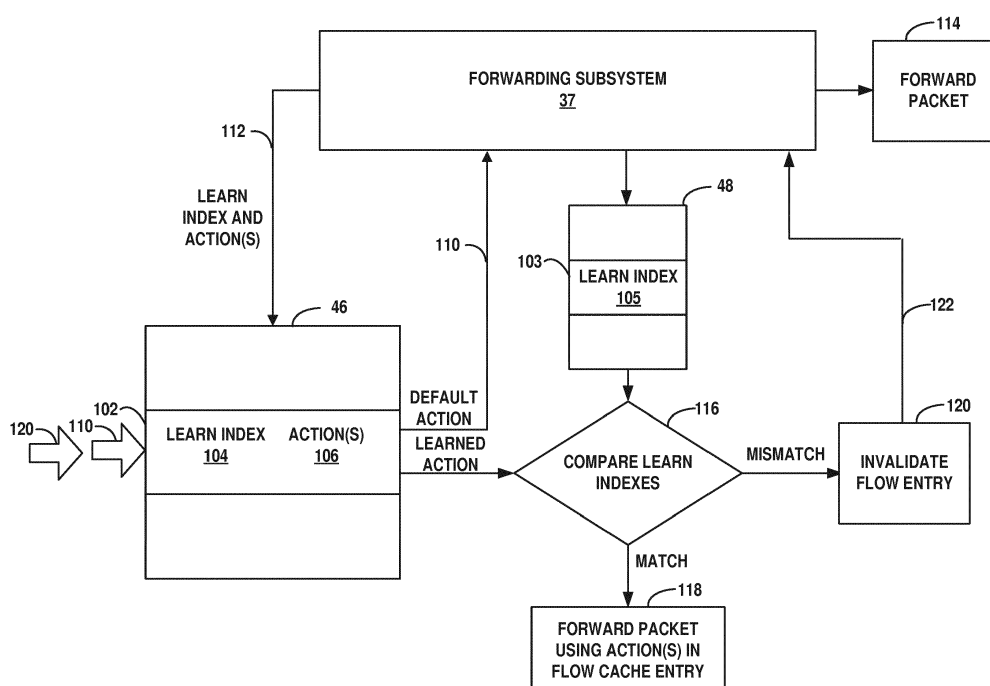 114
FORWARDING SUBSYSTEM
37
FORWARD
PACKET
112
LEARN
INDEX AND
ACTION(S)
48
110
103
LEARN INDEX
105
46
122
102
120
110
LEARN INDEX
104
ACTION(S)
106
DEFAULT
ACTION
LEARNED
ACTION
116
COMPARE LEARN
INDEXES
MISMATCH
120
INVALIDATE
FLOW ENTRY
MATCH
118
FORWARD PACKET
USING ACTION(S) IN
FLOW CACHE ENTRY